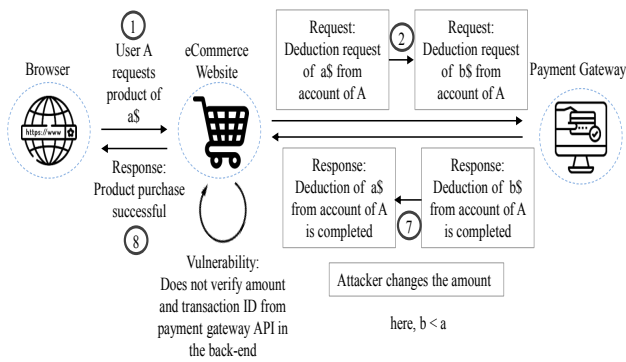 1
User A
requests
product of
a$
eCommerce
Website
Request:
Deduction request
of a$ from
account of A
2
Request:
Deduction request
of b$ from
account of A
Browser
Payment Gateway
https://www
Response:
Product purchase
successful
8
Response:
Deduction of a$
from account of A
is completed
7
Response:
Deduction of b$
from account of A
is completed
Vulnerability:
Does not verify amount
and transaction ID from
payment gateway API in
the back-end
Attacker changes the amount
here, b < a